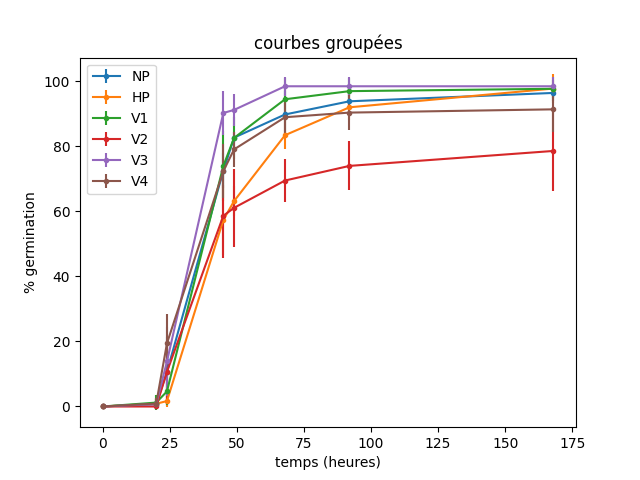 courbes groupées
NP
HP
V1
V2
V3
V4
% germination
100
80
60
40
20
0
0 25 50 75 100 125 150 175
temps (heures)